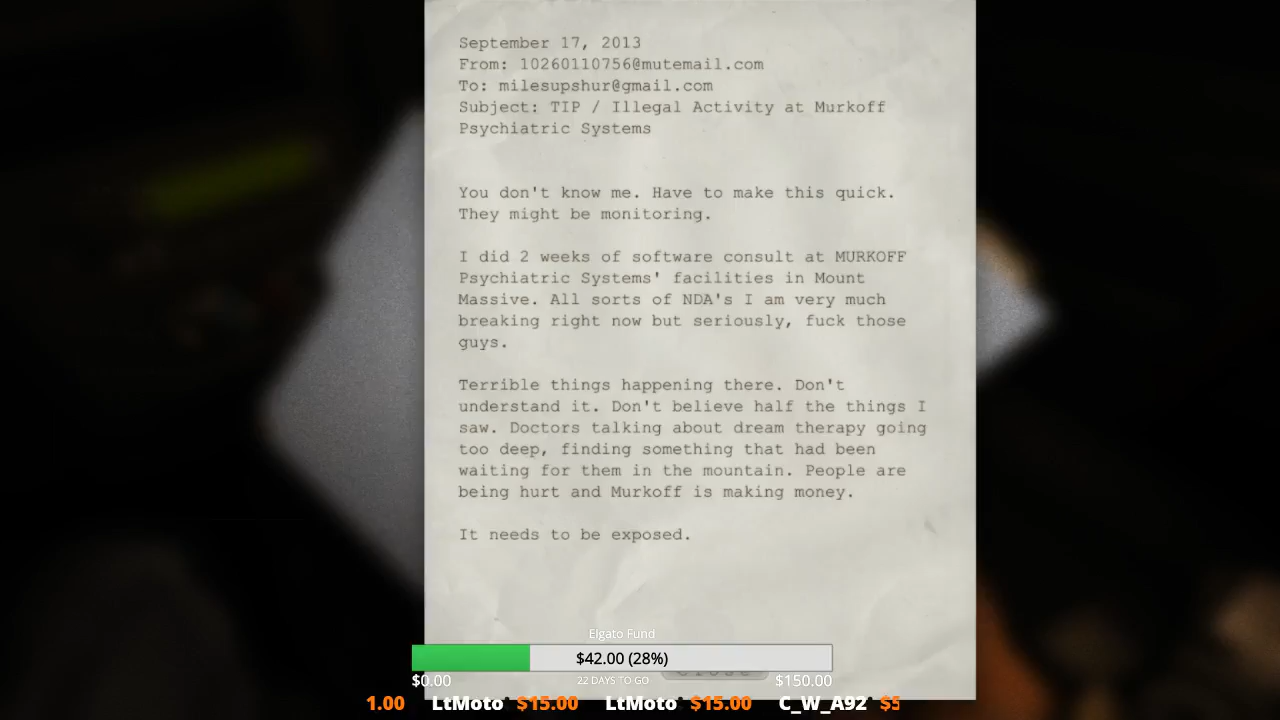 September 17, 2013
From: 10260110756@mutemail.com
To: milesupshur@gmail.com
Subject: TIP / Illegal Activity at Murkoff
Psychiatric Systems
You don't know me. Have to make this quick.
They might be monitoring.
I did 2 weeks of software consult at MURKOFF
Psychiatric Systems' facilities in Mount
Massive. All sorts of NDA's I am very much
breaking right now but seriously, fuck those
guys.
Terrible things happening there. Don't
understand it. Don't believe half the things I
saw. Doctors talking about dream therapy going
too deep, finding something that had been
waiting for them in the mountain. People are
being hurt and Murkoff is making money.
It needs to be exposed.
Elgato Fund
$42.00 (28%)
$0.00 22 DAYS TO GO $150.00
1.00 LtMoto $15.00 LtMoto $15.00 C_W_A92